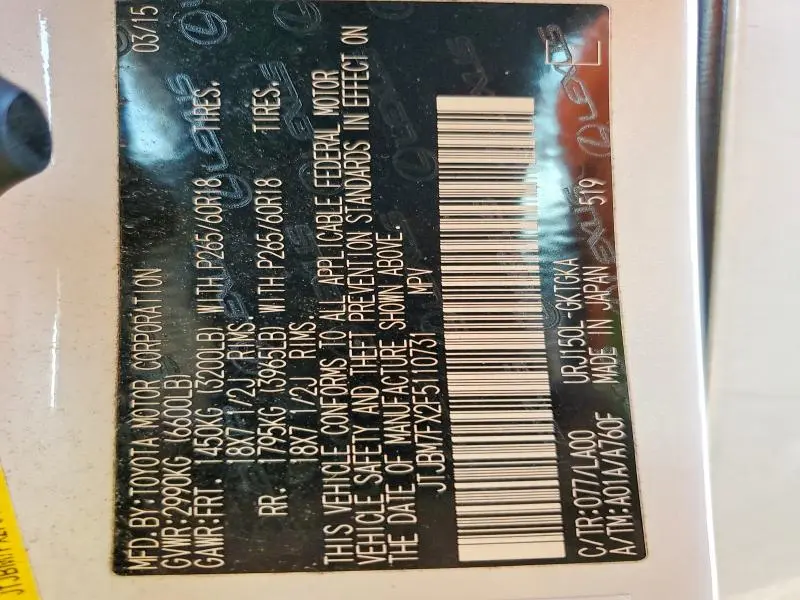 MFD.BY:TOYOTA MOTOR CORPORATION 03/15
GVWR:2990KG (6600LB)
GAWR:FRT. 1450KG (3200LB) WITH P265/60R18 TIRES.
18X7 1/2J RIMS.
RR. 1795KG (3965LB) WITH P265/60R18 TIRES.
18X7 1/2J RIMS.
THIS VEHICLE CONFORMS TO ALL APPLICABLE FEDERAL MOTOR
VEHICLE SAFETY AND THEFT PREVENTION STANDARDS IN EFFECT ON
THE DATE OF MANUFACTURE SHOWN ABOVE.
JTJBM7FX2F5110731 MPV
C/TR:077/LA00 URJ150L-GKTGKA
A/TM:A01A/A760F MADE IN JAPAN 519
LEXUS